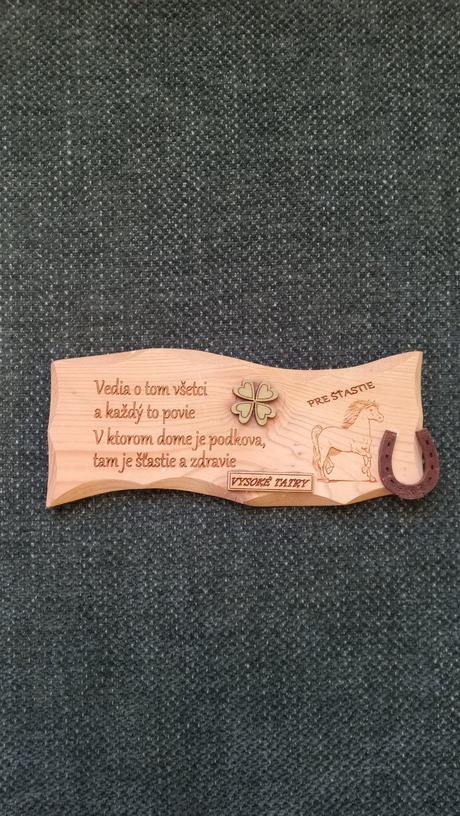 Vedia o tom všetci
a každý to povie
V ktorom dome je podkova,
tam je šťastie a zdravie
PRE ŠŤASTIE
VYSOKÉ TATRY